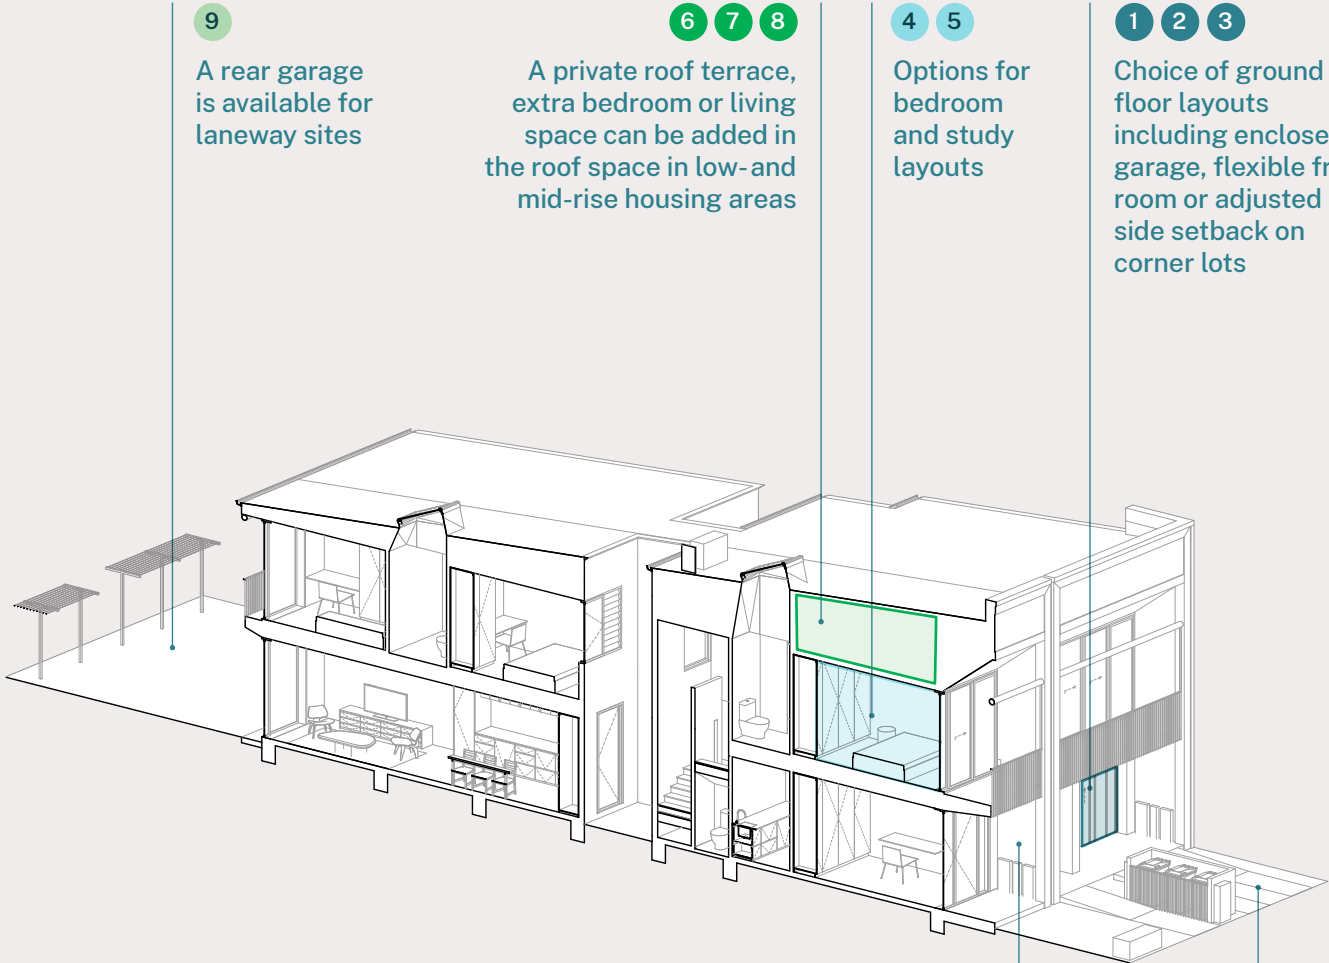 9
A rear garage
is available for
laneway sites
6 7 8
A private roof terrace,
extra bedroom or living
space can be added in
the roof space in low- and
mid-rise housing areas
4 5
Options for
bedroom
and study
layouts
1 2 3
Choice of ground
floor layouts
including enclose
garage, flexible fr
room or adjusted
side setback on
corner lots